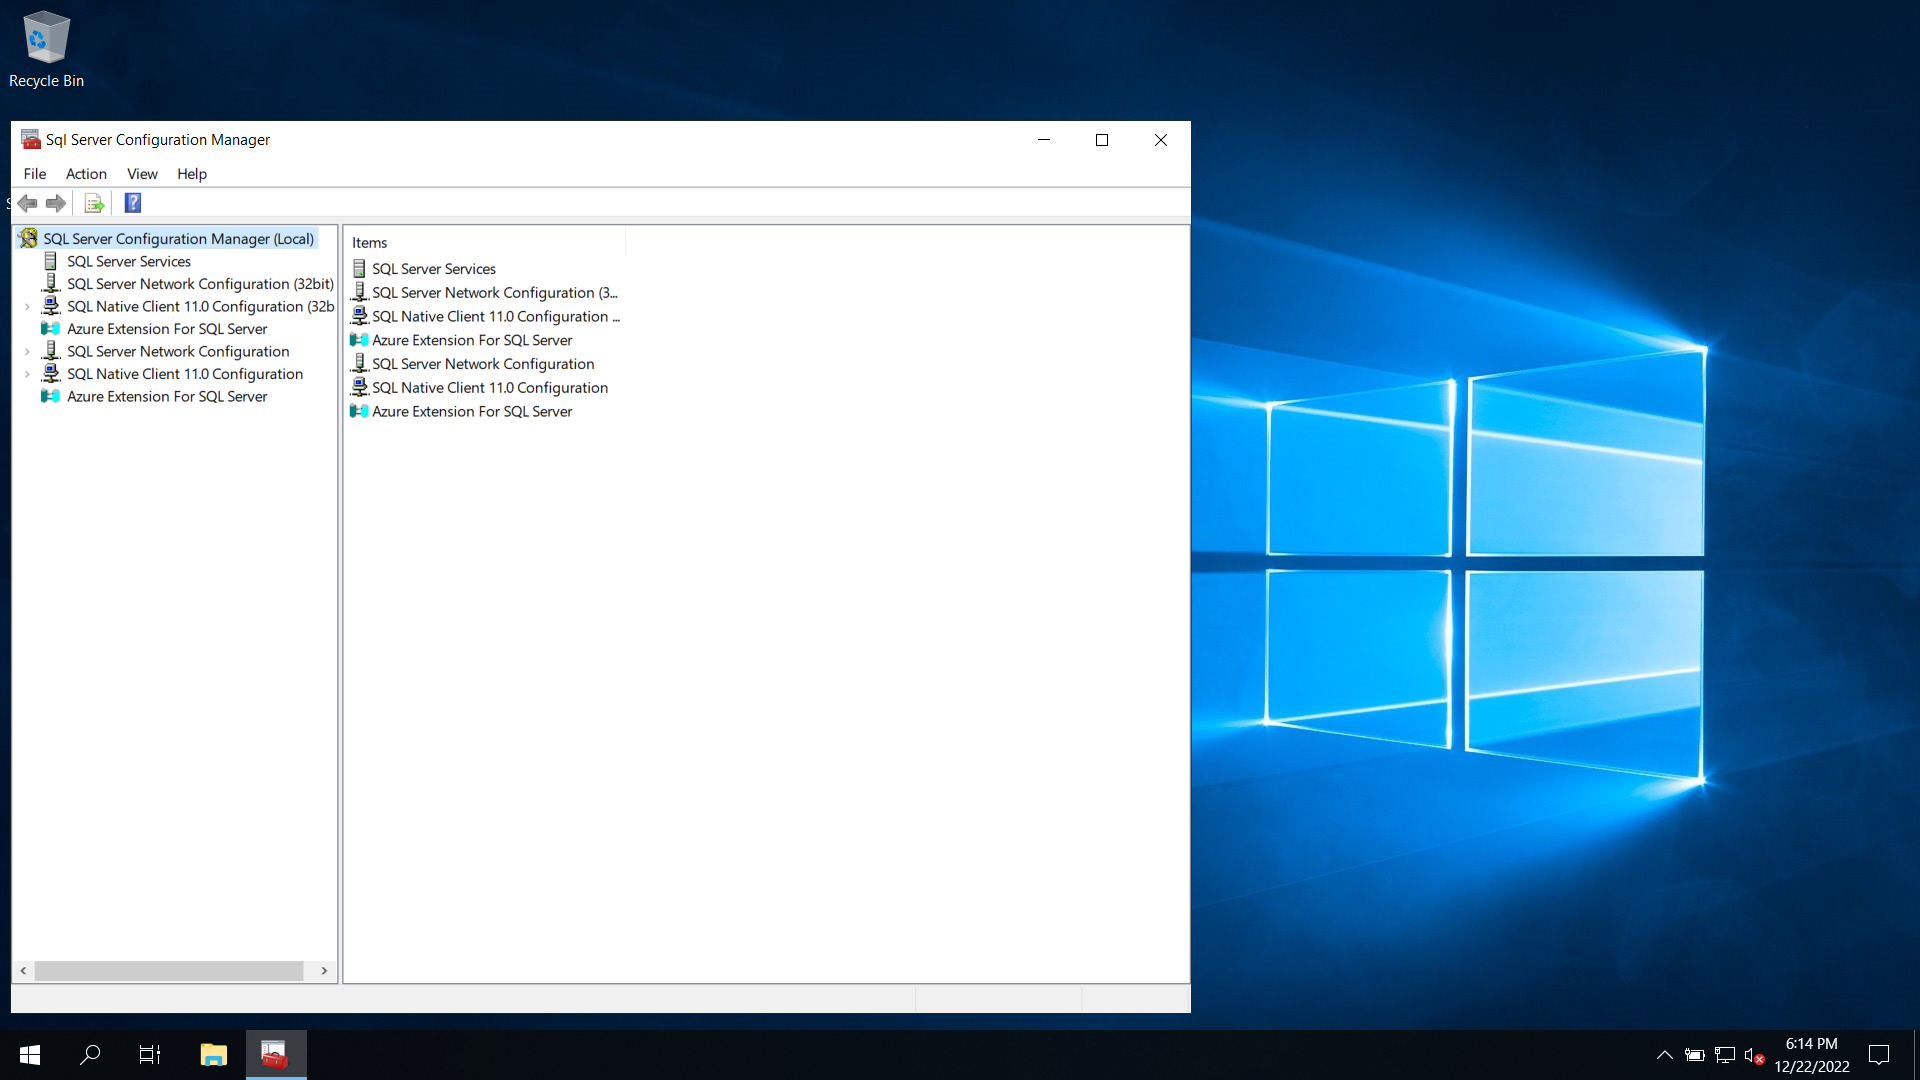 Recycle Bin
Sql Server Configuration Manager
File Action View Help
SQL Server Configuration Manager (Local)
SQL Server Services
SQL Server Network Configuration (32bit)
SQL Native Client 11.0 Configuration (32b
Azure Extension For SQL Server
SQL Server Network Configuration
SQL Native Client 11.0 Configuration
Azure Extension For SQL Server
Items
SQL Server Services
SQL Server Network Configuration (3...
SQL Native Client 11.0 Configuration ...
Azure Extension For SQL Server
SQL Server Network Configuration
SQL Native Client 11.0 Configuration
Azure Extension For SQL Server
6:14 PM
12/22/2022